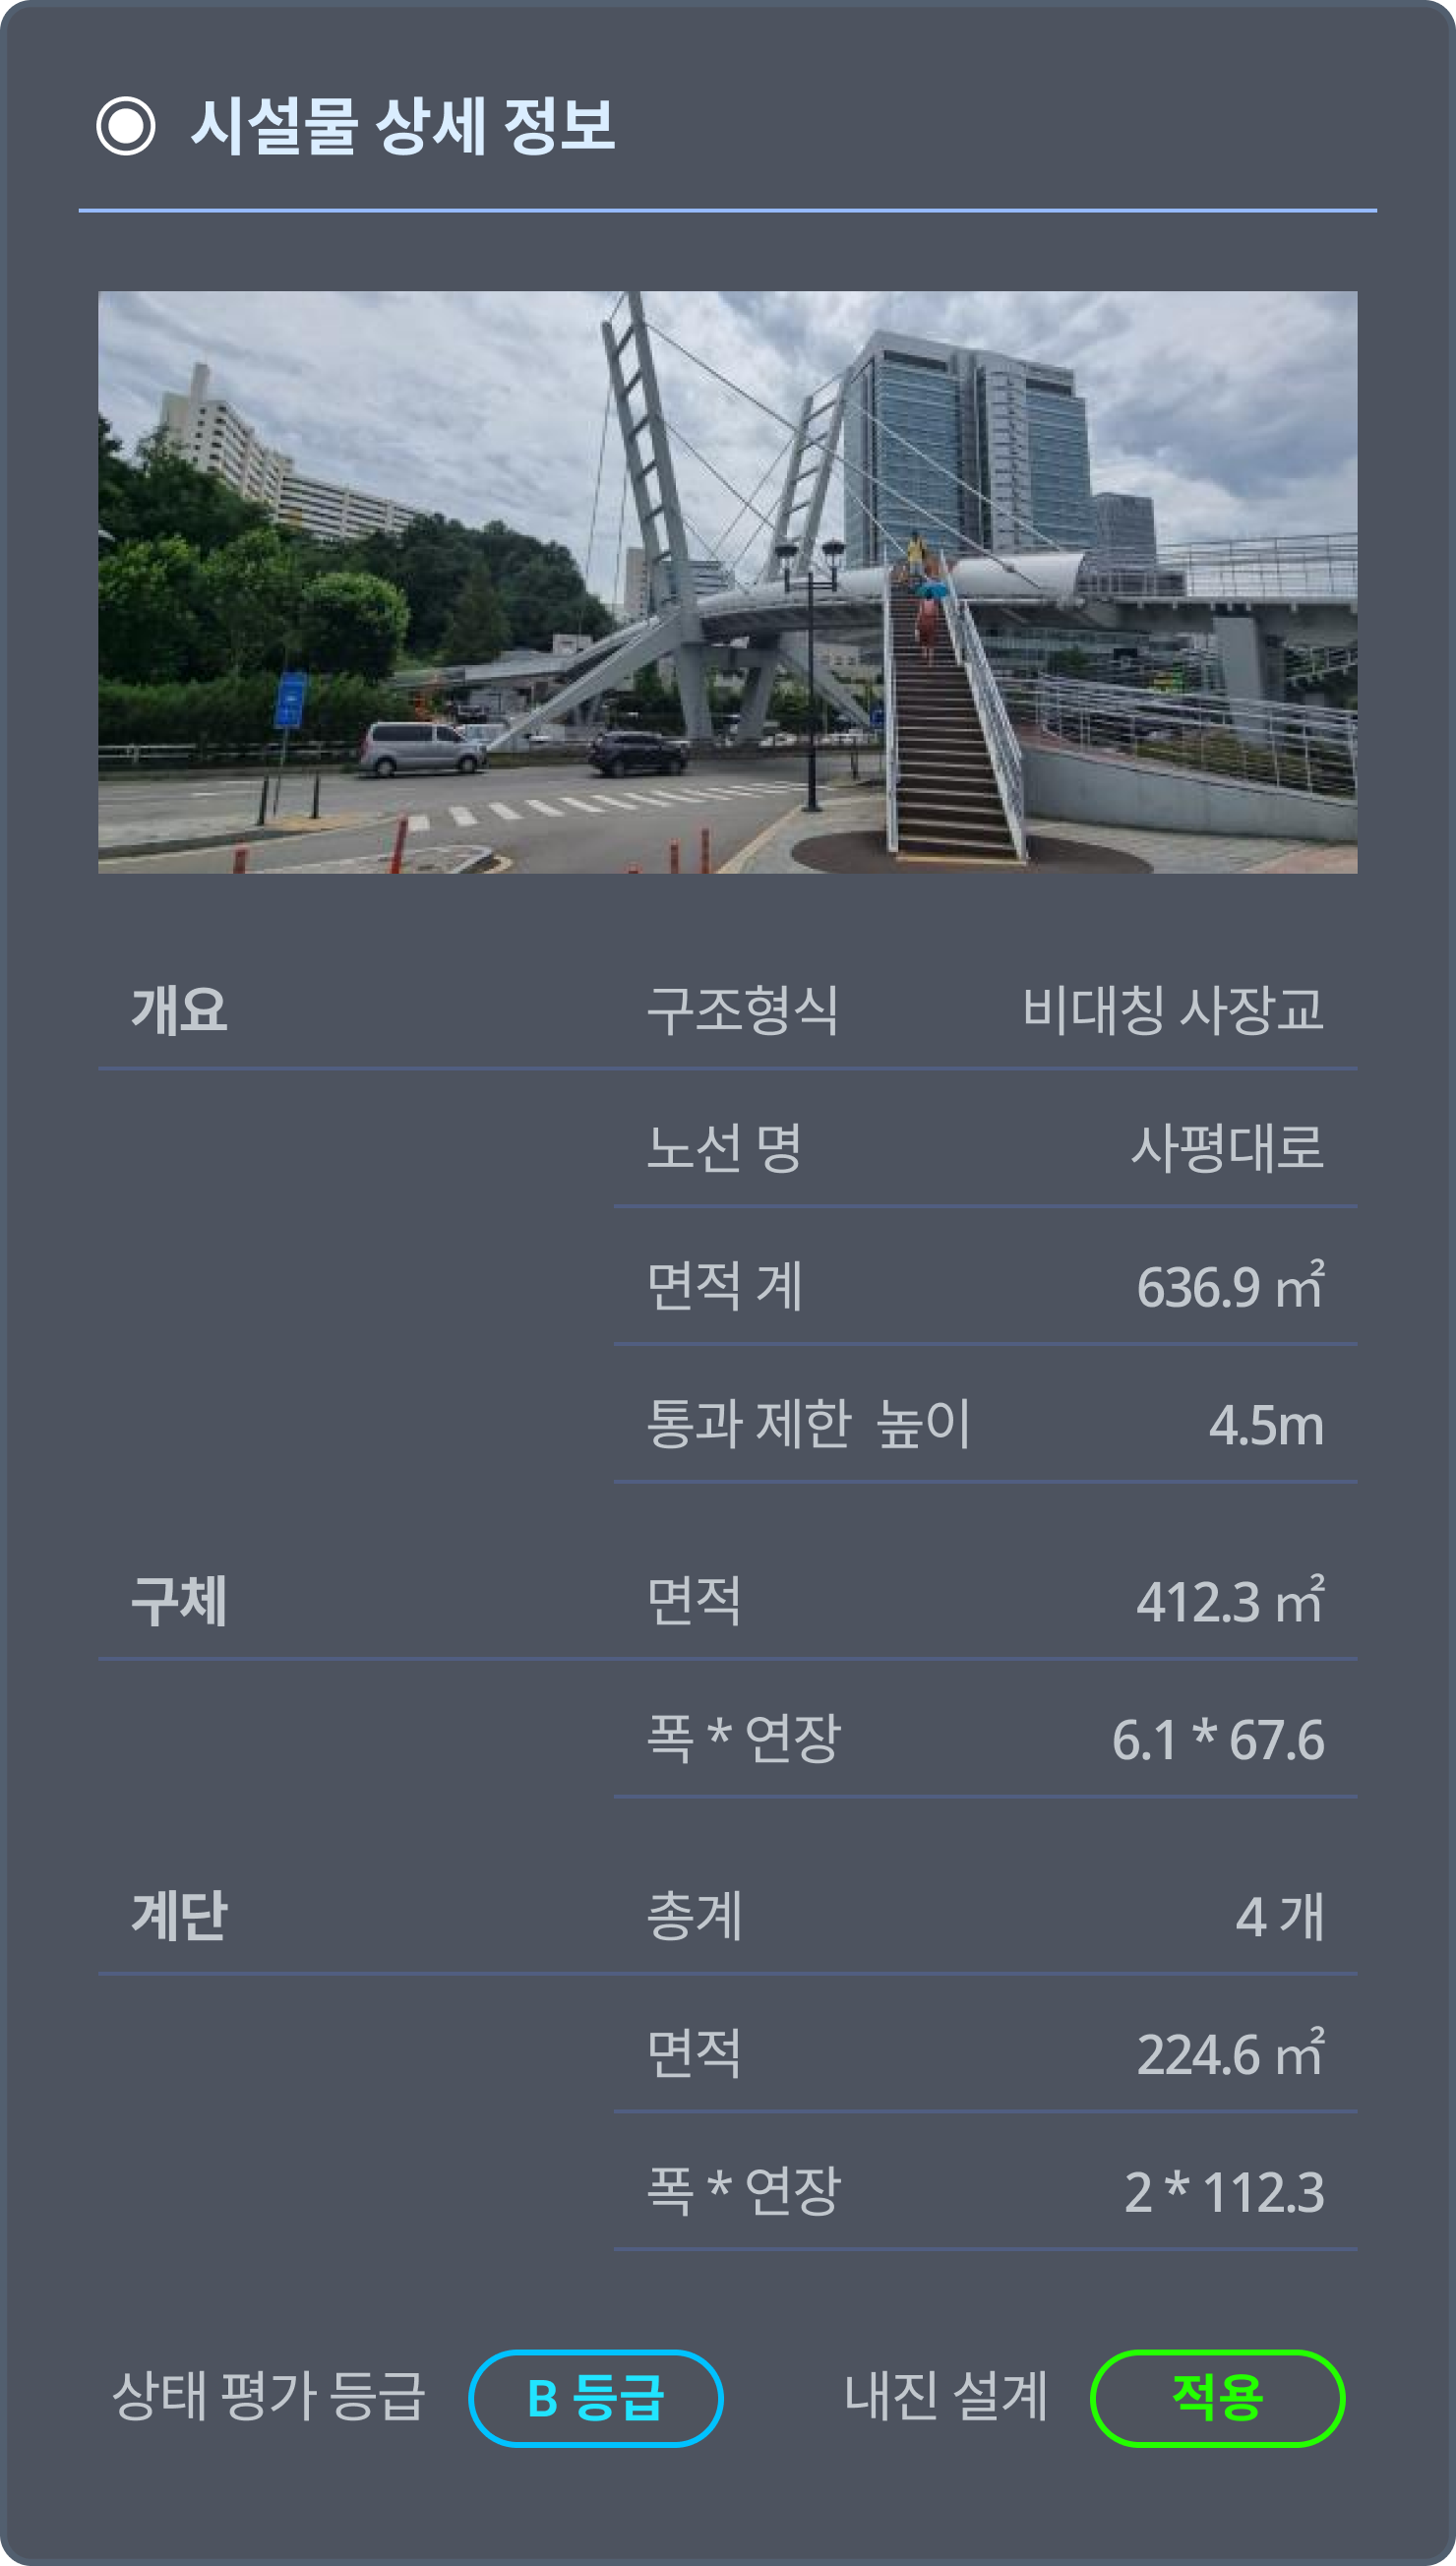 시설물 상세 정보
개요 구조형식 비대칭 사장교
노선 명 사평대로
면적 계 636.9 ㎡
통과 제한 높이 4.5m
구체 면적 412.3 ㎡
폭 * 연장 6.1 * 67.6
계단 총계 4 개
면적 224.6 ㎡
폭 * 연장 2 * 112.3
상태 평가 등급 B 등급 내진 설계 적용